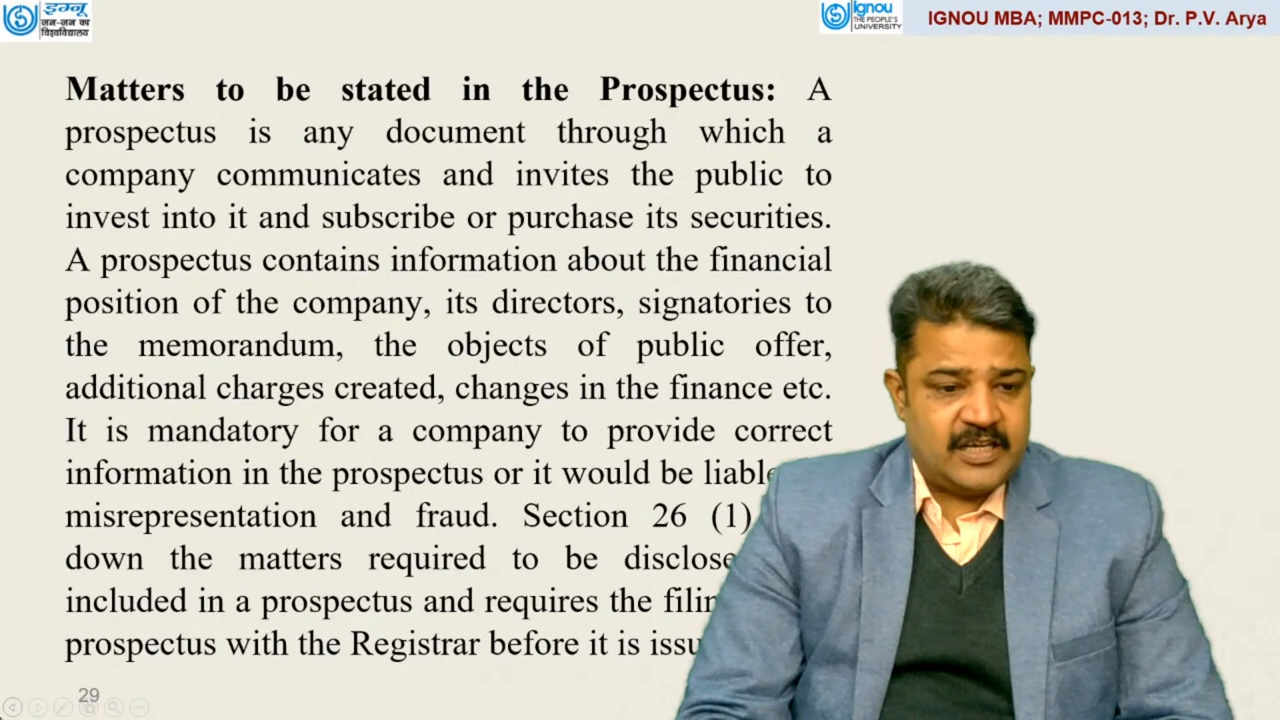 इग्नू
जन-जन का
विश्वविद्यालय
ignou
THE PEOPLE'S
UNIVERSITY
IGNOU MBA; MMPC-013; Dr. P.V. Arya
Matters to be stated in the Prospectus: A
prospectus is any document through which a
company communicates and invites the public to
invest into it and subscribe or purchase its securities.
A prospectus contains information about the financial
position of the company, its directors, signatories to
the memorandum, the objects of public offer,
additional charges created, changes in the finance etc.
It is mandatory for a company to provide correct
information in the prospectus or it would be liable
misrepresentation and fraud. Section 26 (1)
down the matters required to be disclose
included in a prospectus and requires the filin
prospectus with the Registrar before it is issu
29